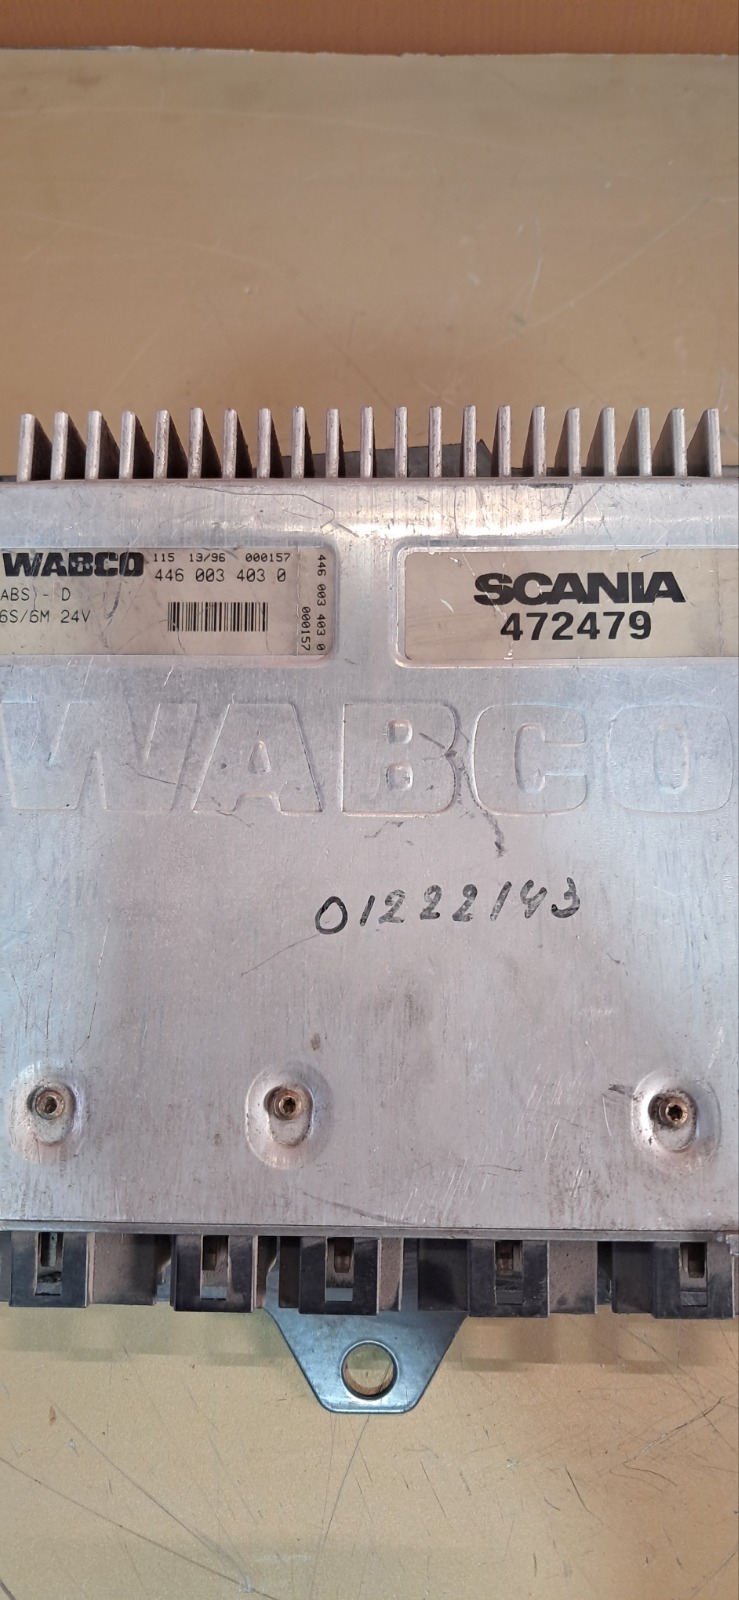 WABCO 115 13/96 000157
446 003 403 0
ABS - D
6S/6M 24V
446 003 403 0
000157
SCANIA
472479
WABCO
01222143